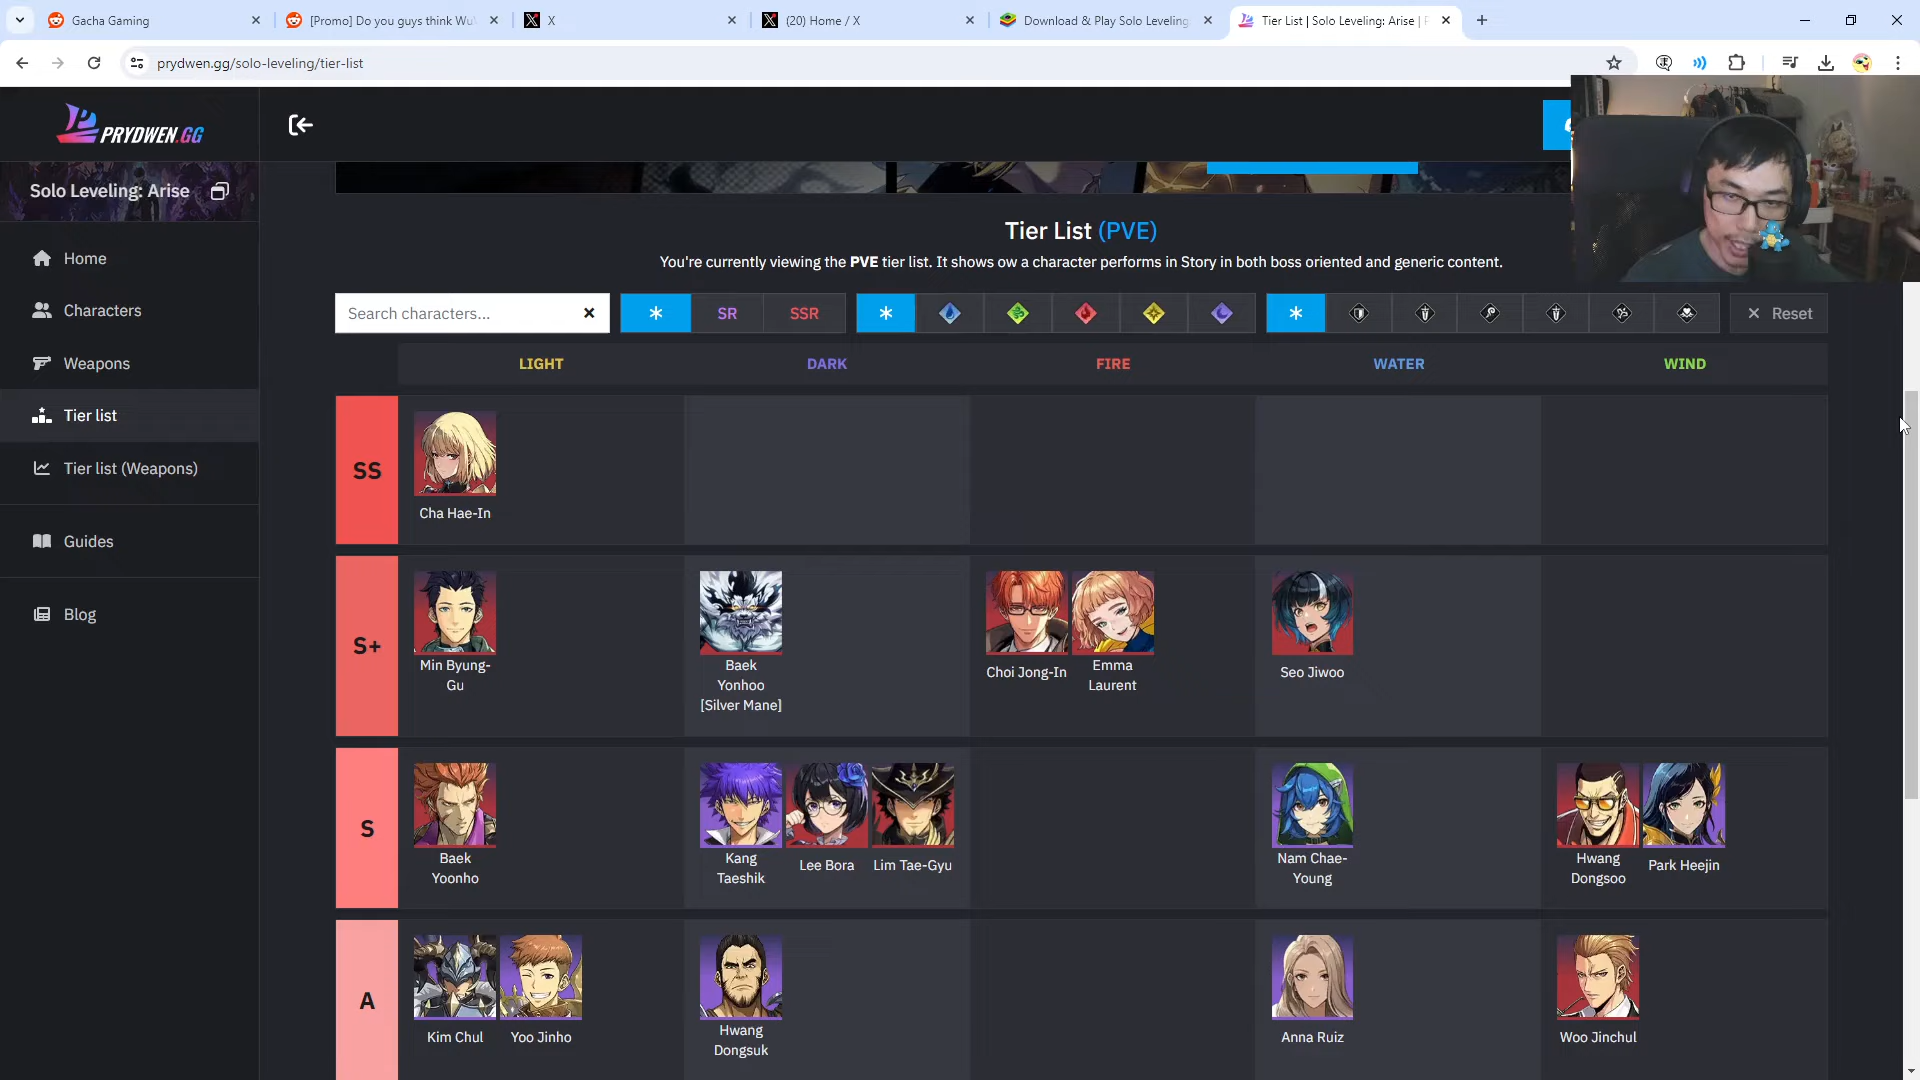 Gacha Gaming
[Promo] Do you guys think Wu
X
(20) Home / X
Download & Play Solo Leveling
Tier List | Solo Leveling: Arise |
prydwen.gg/solo-leveling/tier-list
PRYDWEN.GG
Solo Leveling: Arise
Home
Characters
Weapons
Tier list
Tier list (Weapons)
Guides
Blog
Tier List (PVE)
You're currently viewing the PVE tier list. It shows ow a character performs in Story in both boss oriented and generic content.
Search characters...
SR
SSR
Reset
LIGHT
DARK
FIRE
WATER
WIND
SS
Cha Hae-In
S+
Min Byung-
Gu
Baek
Yonhoo
[Silver Mane]
Choi Jong-In
Emma
Laurent
Seo Jiwoo
S
Baek
Yoonho
Kang
Taeshik
Lee Bora
Lim Tae-Gyu
Nam Chae-
Young
Hwang
Dongsoo
Park Heejin
A
Kim Chul
Yoo Jinho
Hwang
Dongsuk
Anna Ruiz
Woo Jinchul